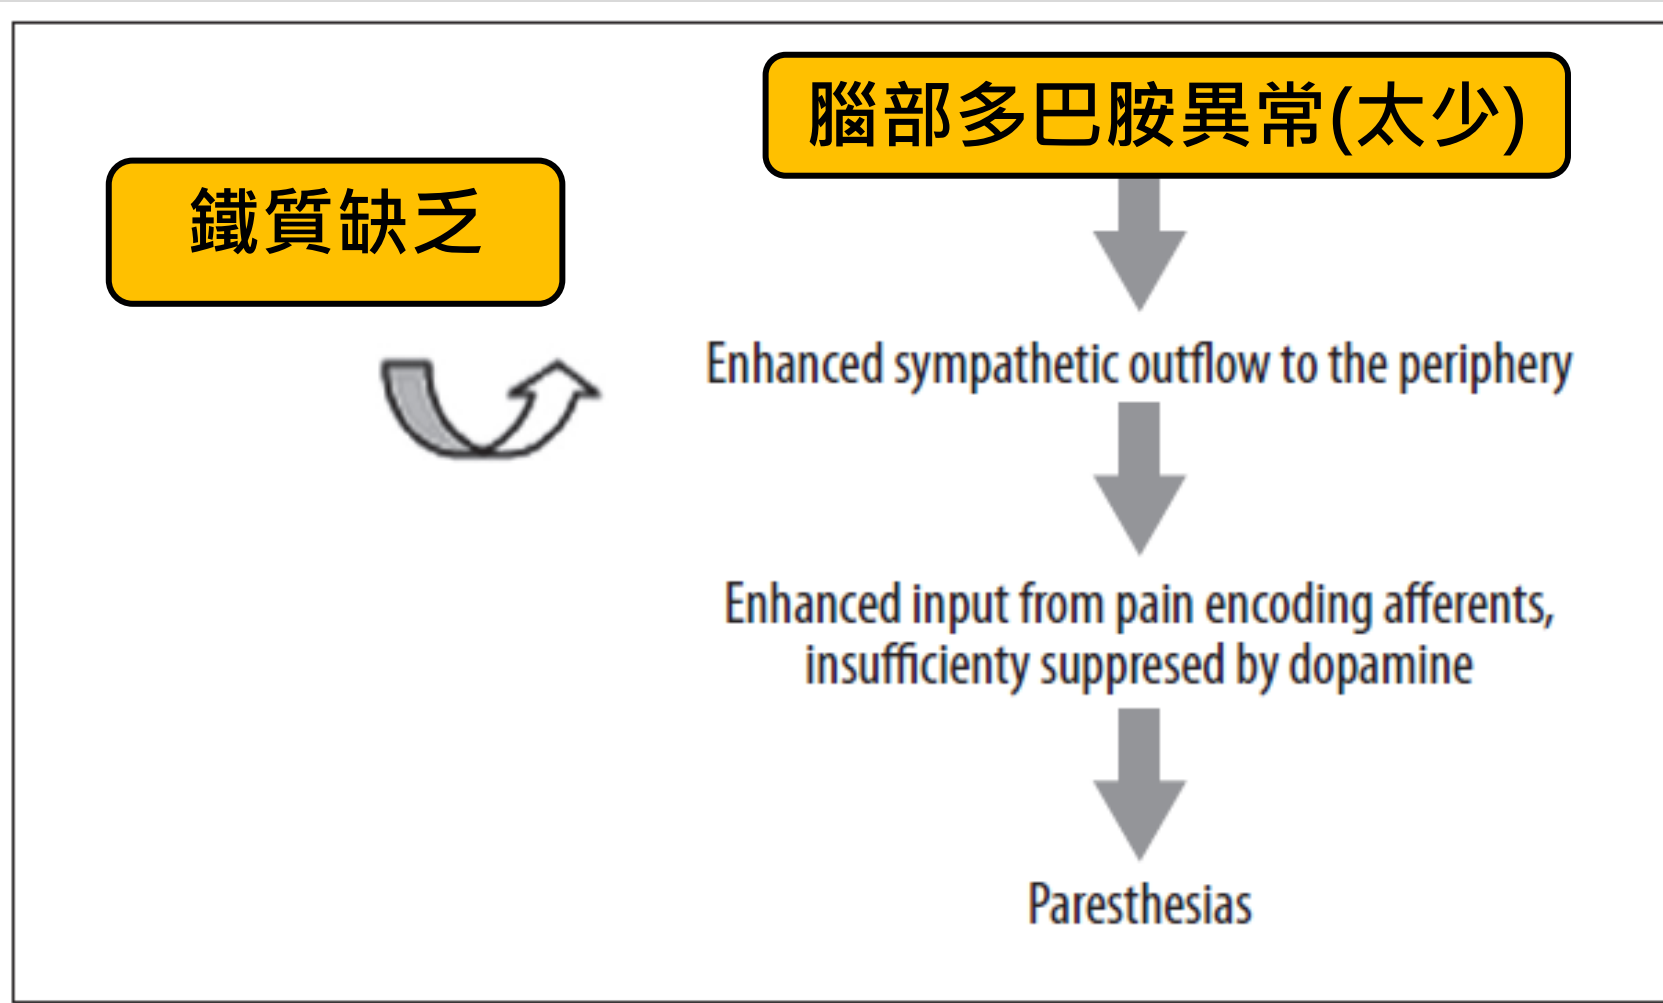 腦部多巴胺異常(太少)
鐵質缺乏
Enhanced sympathetic outflow to the periphery
Enhanced input from pain encoding afferents,
insufficienty suppresed by dopamine
Paresthesias